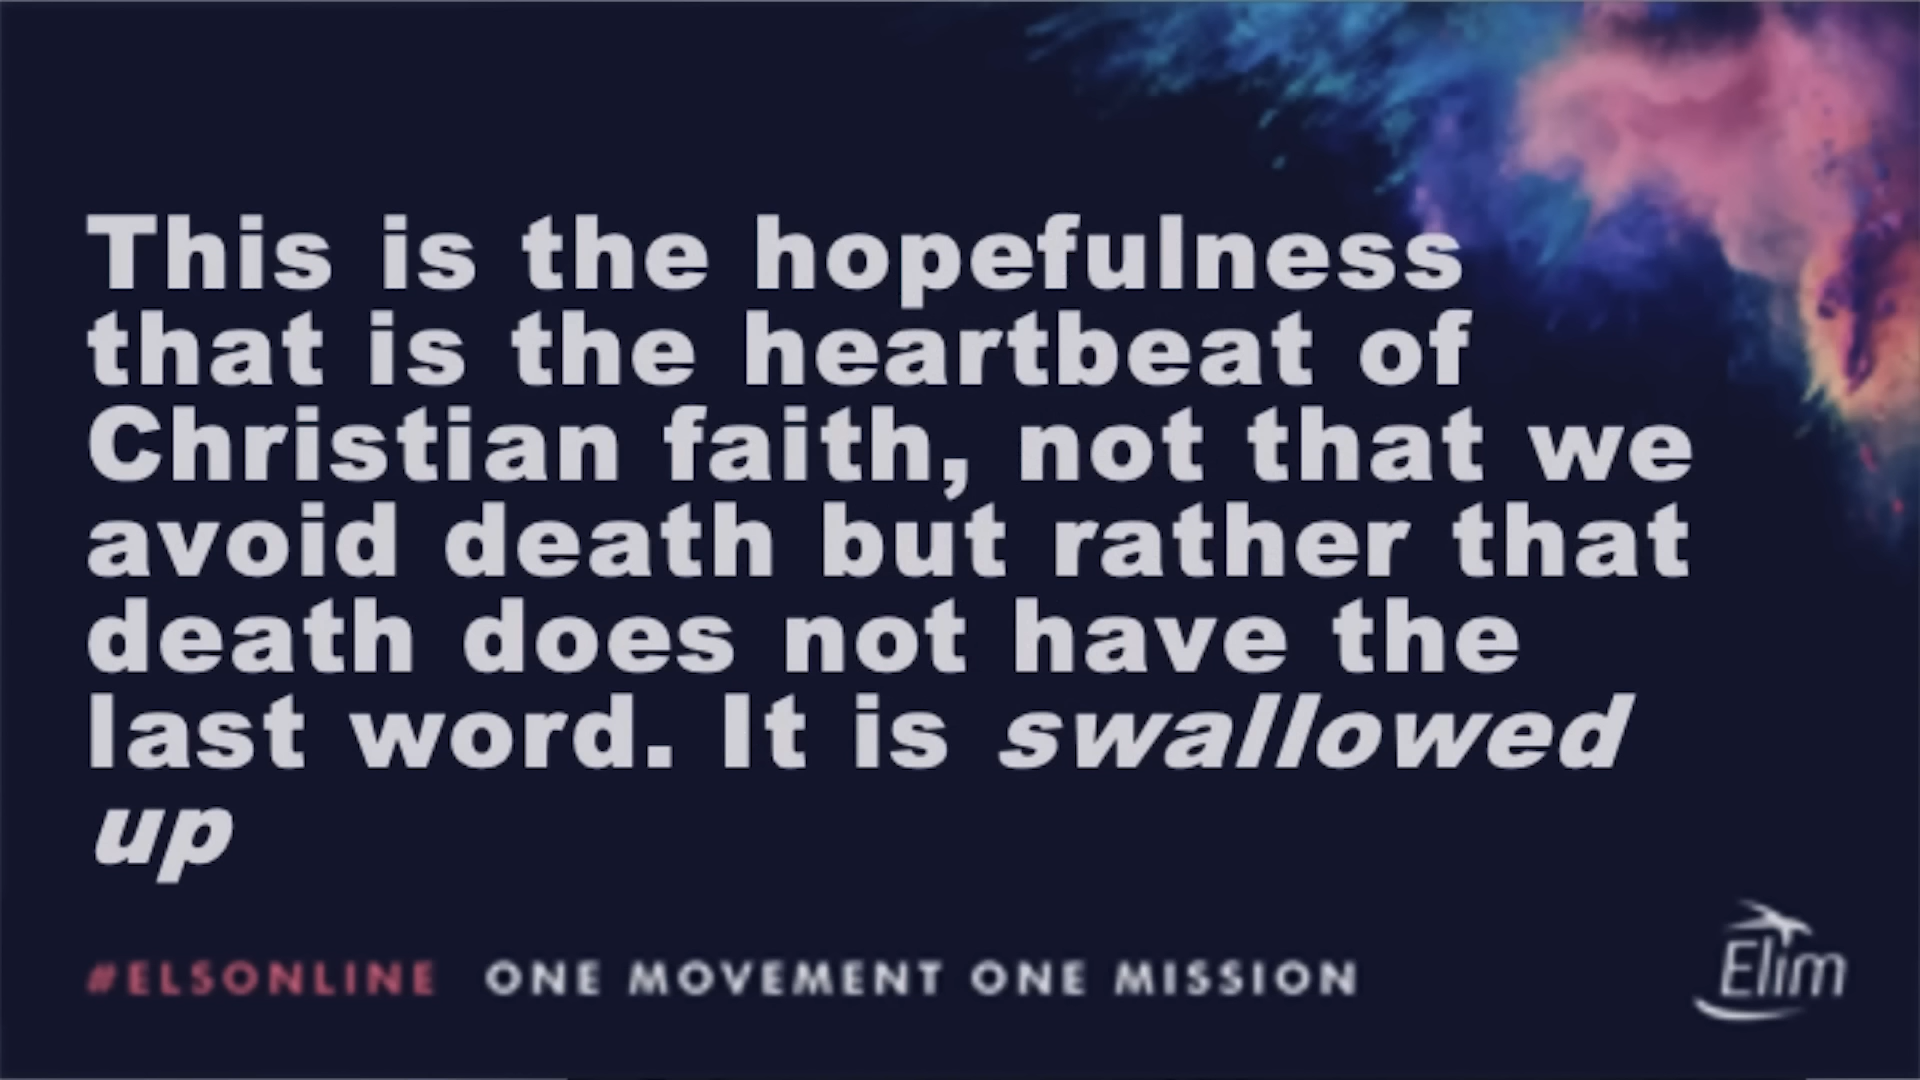 This is the hopefulness
that is the heartbeat of
Christian faith, not that we
avoid death but rather that
death does not have the
last word. It is swallowed
up
#ELSONLINE ONE MOVEMENT ONE MISSION
Elim